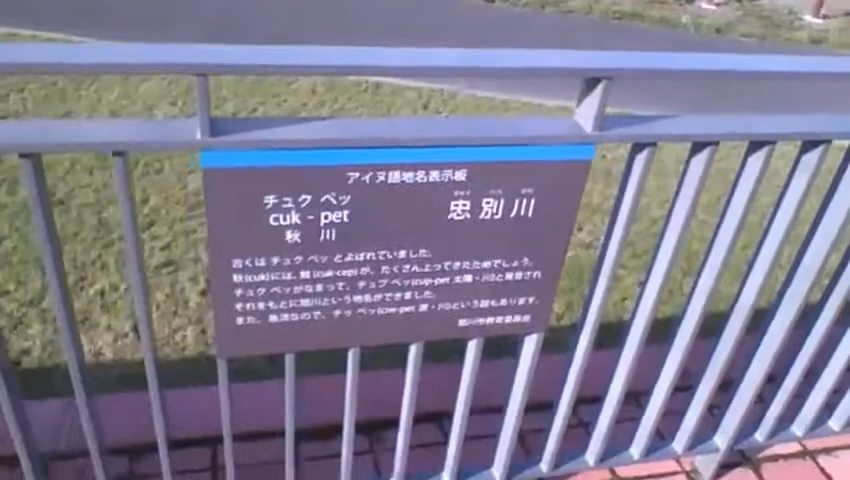 アイヌ語地名表示板
チュク ペッ
cuk - pet
秋 川
忠別川
古くは チュク ペッ とよばれていました。
秋(cuk)には、鮭(cuk-cep)が、たくさん上ってきたためでしょう。
チュク ペッがなまって、チュプ ペッ(cup-pet 太陽・川)と発音され
それをもとに旭川という地名ができました。
また、急流なので、チウ ペッ(ciw-pet 波・川)という説もあります。
旭川市教育委員会